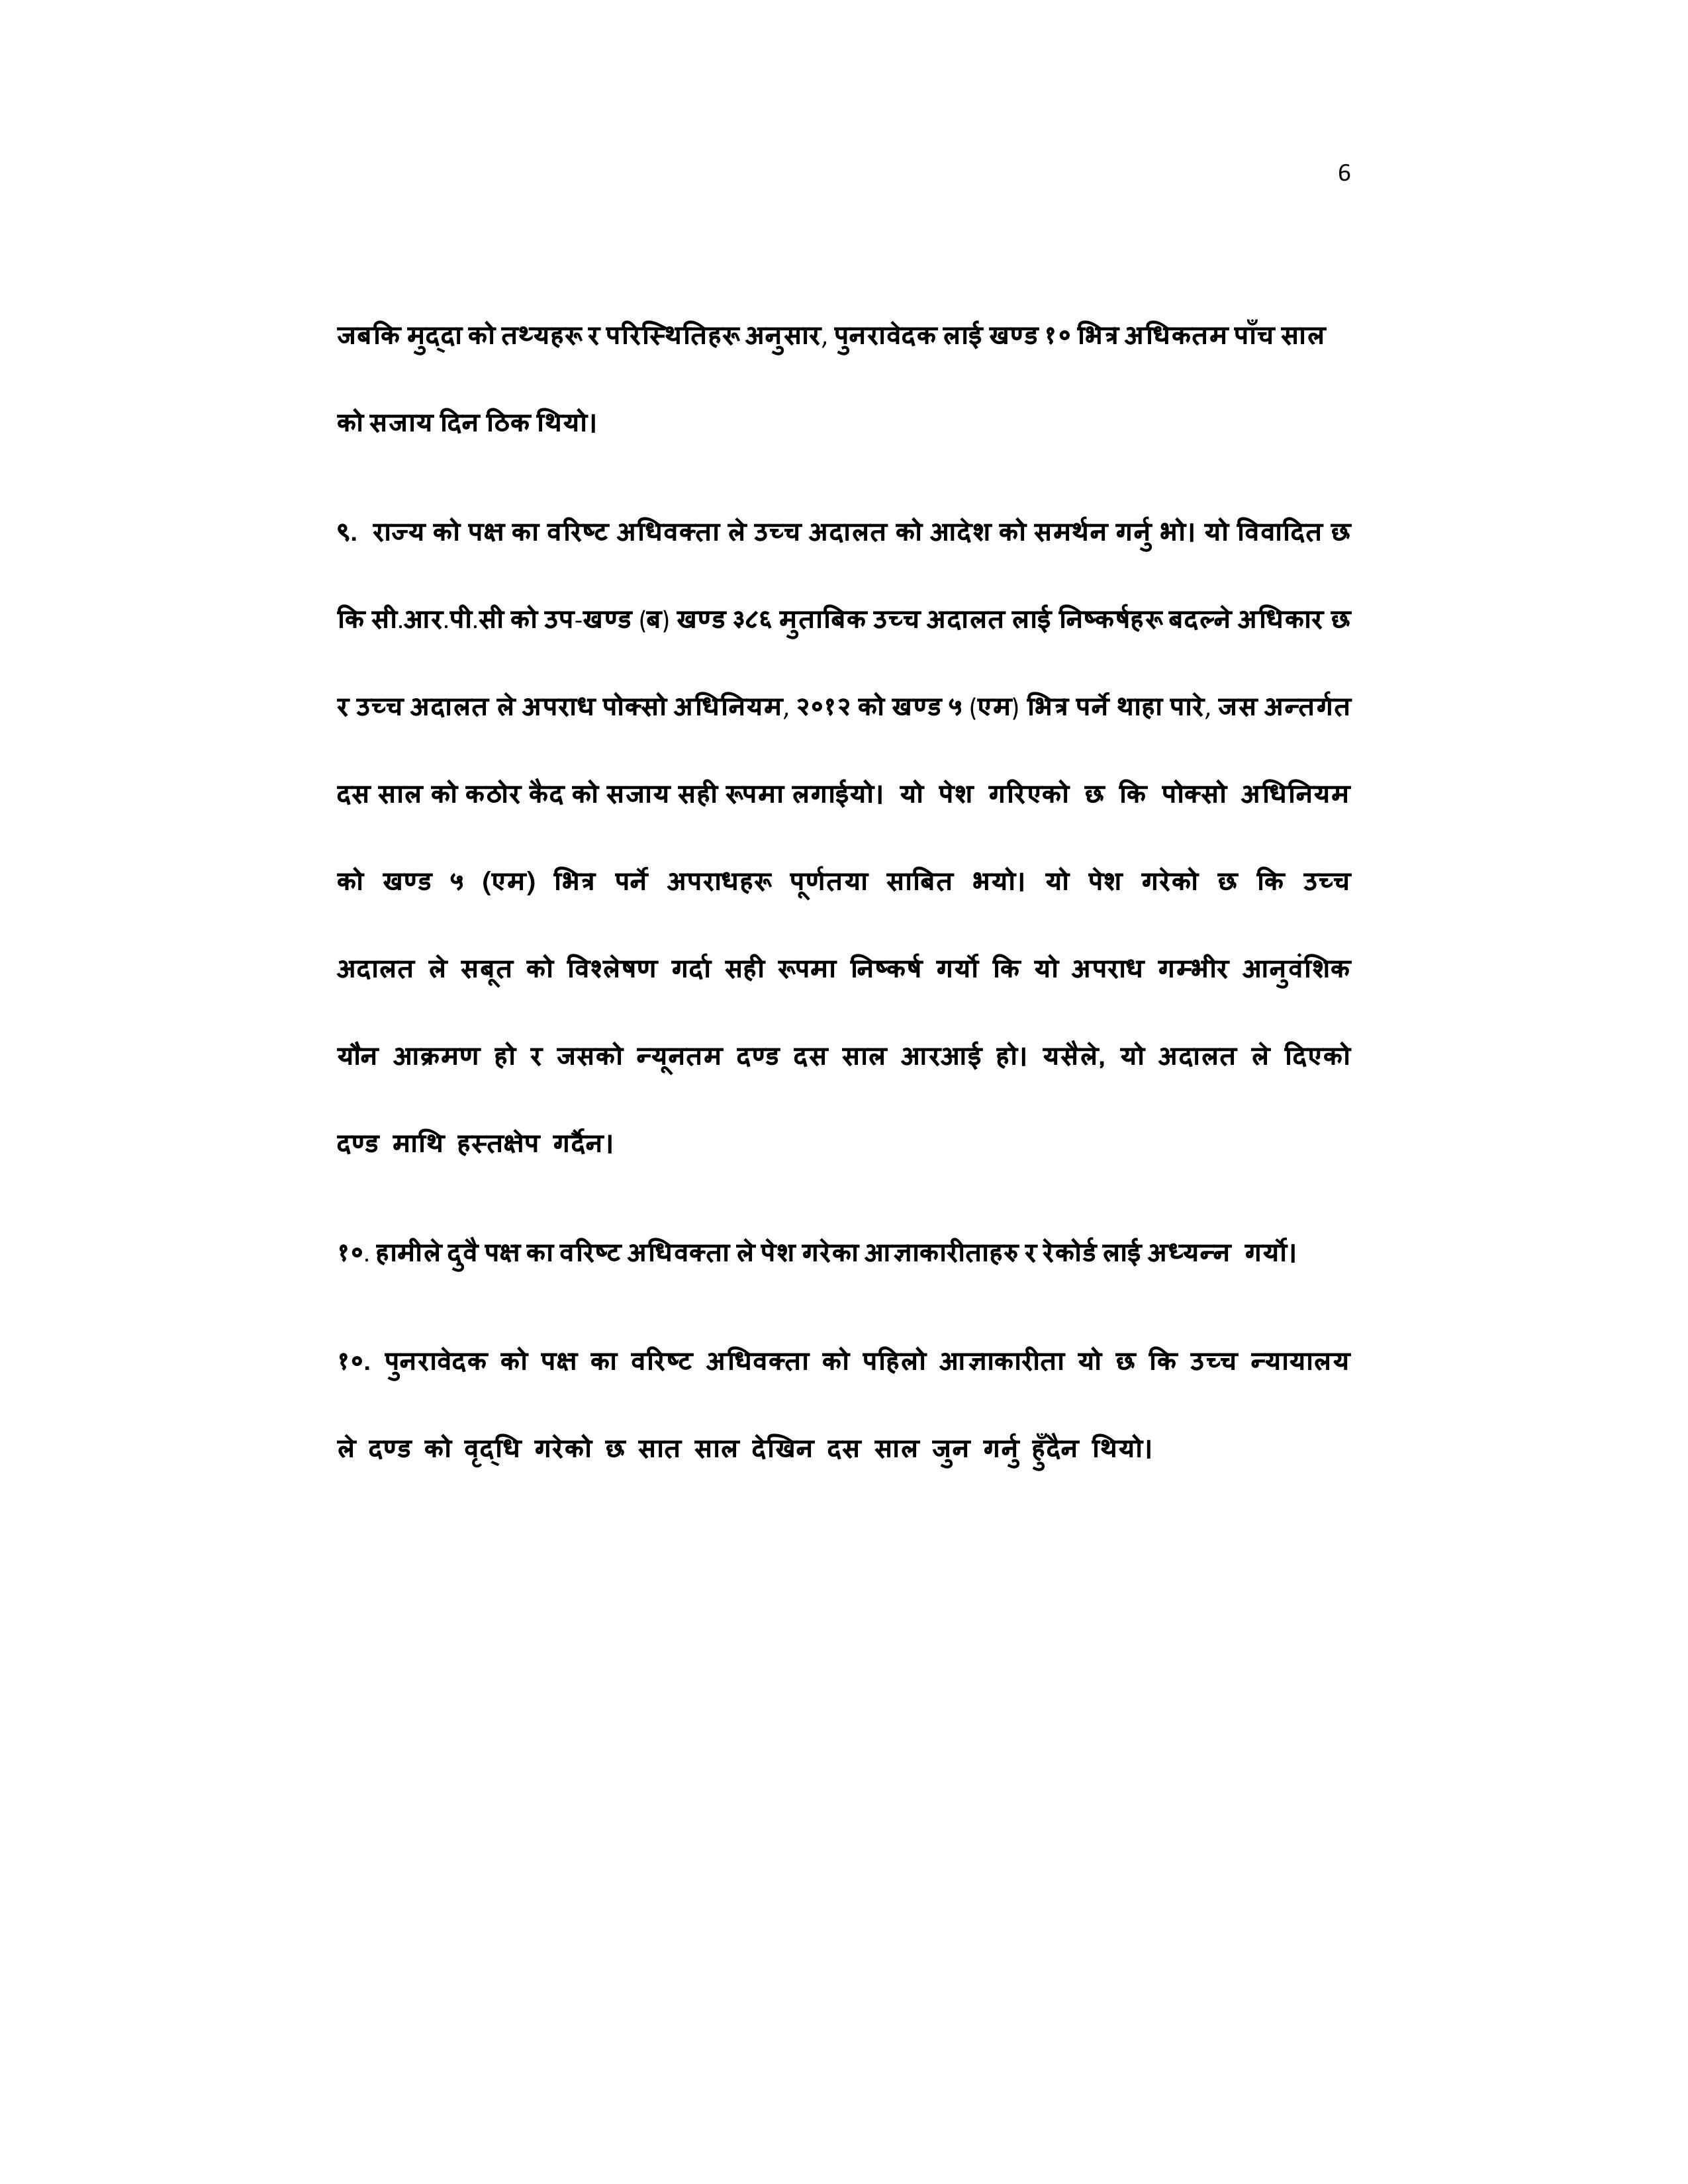 6
जबकि मुद्दा को तथ्यहरू र परिस्थितिहरू अनुसार, पुनरावेदक लाई खण्ड १० भित्र अधिकतम पाँच साल
को सजाय दिन ठिक थियो।
९. राज्य को पक्ष का वरिष्ट अधिवक्ता ले उच्च अदालत को आदेश को समर्थन गर्नु भो। यो विवादित छ
कि सी.आर.पी.सी को उप-खण्ड (ब) खण्ड ३८६ मुताबिक उच्च अदालत लाई निष्कर्षहरू बदल्ने अधिकार छ
र उच्च अदालत ले अपराध पोक्सो अधिनियम, २०१२ को खण्ड ५ (एम) भित्र पर्ने थाहा पारे, जस अन्तर्गत
दस साल को कठोर कैद को सजाय सही रूपमा लगाईयो। यो पेश गरिएको छ कि पोक्सो अधिनियम
को खण्ड ५ (एम) भित्र पर्ने अपराधहरू पूर्णतया साबित भयो। यो पेश गरेको छ कि उच्च
अदालत ले सबूत को विश्लेषण गर्दा सही रूपमा निष्कर्ष गर्यो कि यो अपराध गम्भीर आनुवंशिक
यौन आक्रमण हो र जसको न्यूनतम दण्ड दस साल आरआई हो। यसैले, यो अदालत ले दिएको
दण्ड माथि हस्तक्षेप गर्दैन।
१०. हामीले दुवै पक्ष का वरिष्ट अधिवक्ता ले पेश गरेका आज्ञाकारीताहरु र रेकोर्ड लाई अध्यन्न गर्यो।
१०. पुनरावेदक को पक्ष का वरिष्ट अधिवक्ता को पहिलो आज्ञाकारीता यो छ कि उच्च न्यायालय
ले दण्ड को वृद्धि गरेको छ सात साल देखिन दस साल जुन गर्नु हुँदैन थियो।